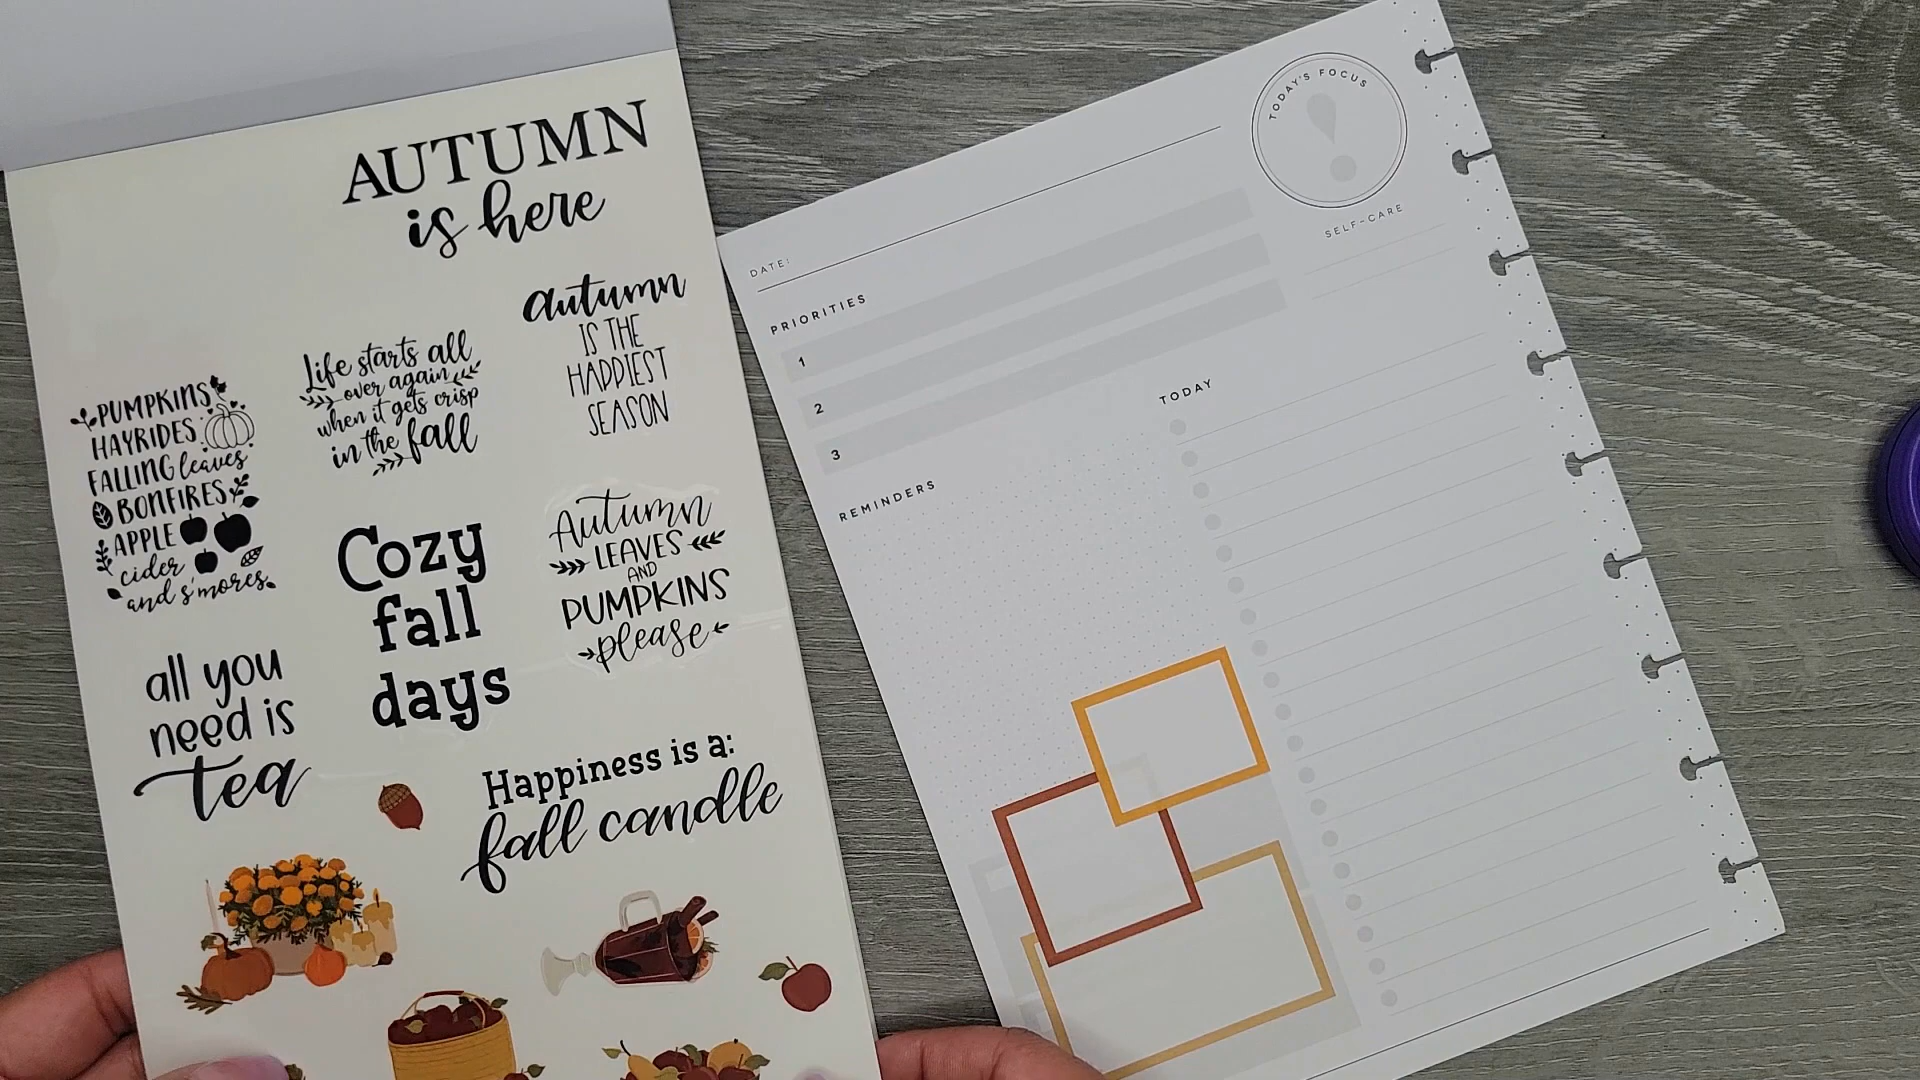 AUTUMN
is here
autumn
IS THE
HAPPIEST
SEASON
Life starts all
over again
when it gets crisp
in the fall
PUMPKINS
HAYRIDES
FALLING leaves
BONFIRES
APPLE
cider
and s'mores
Cozy
fall
days
Autumn
LEAVES
AND
PUMPKINS
please
all you
need is
tea
Happiness is a:
fall candle
TODAY'S FOCUS
SELF-CARE
DATE:
PRIORITIES
1
2
3
TODAY
REMINDERS